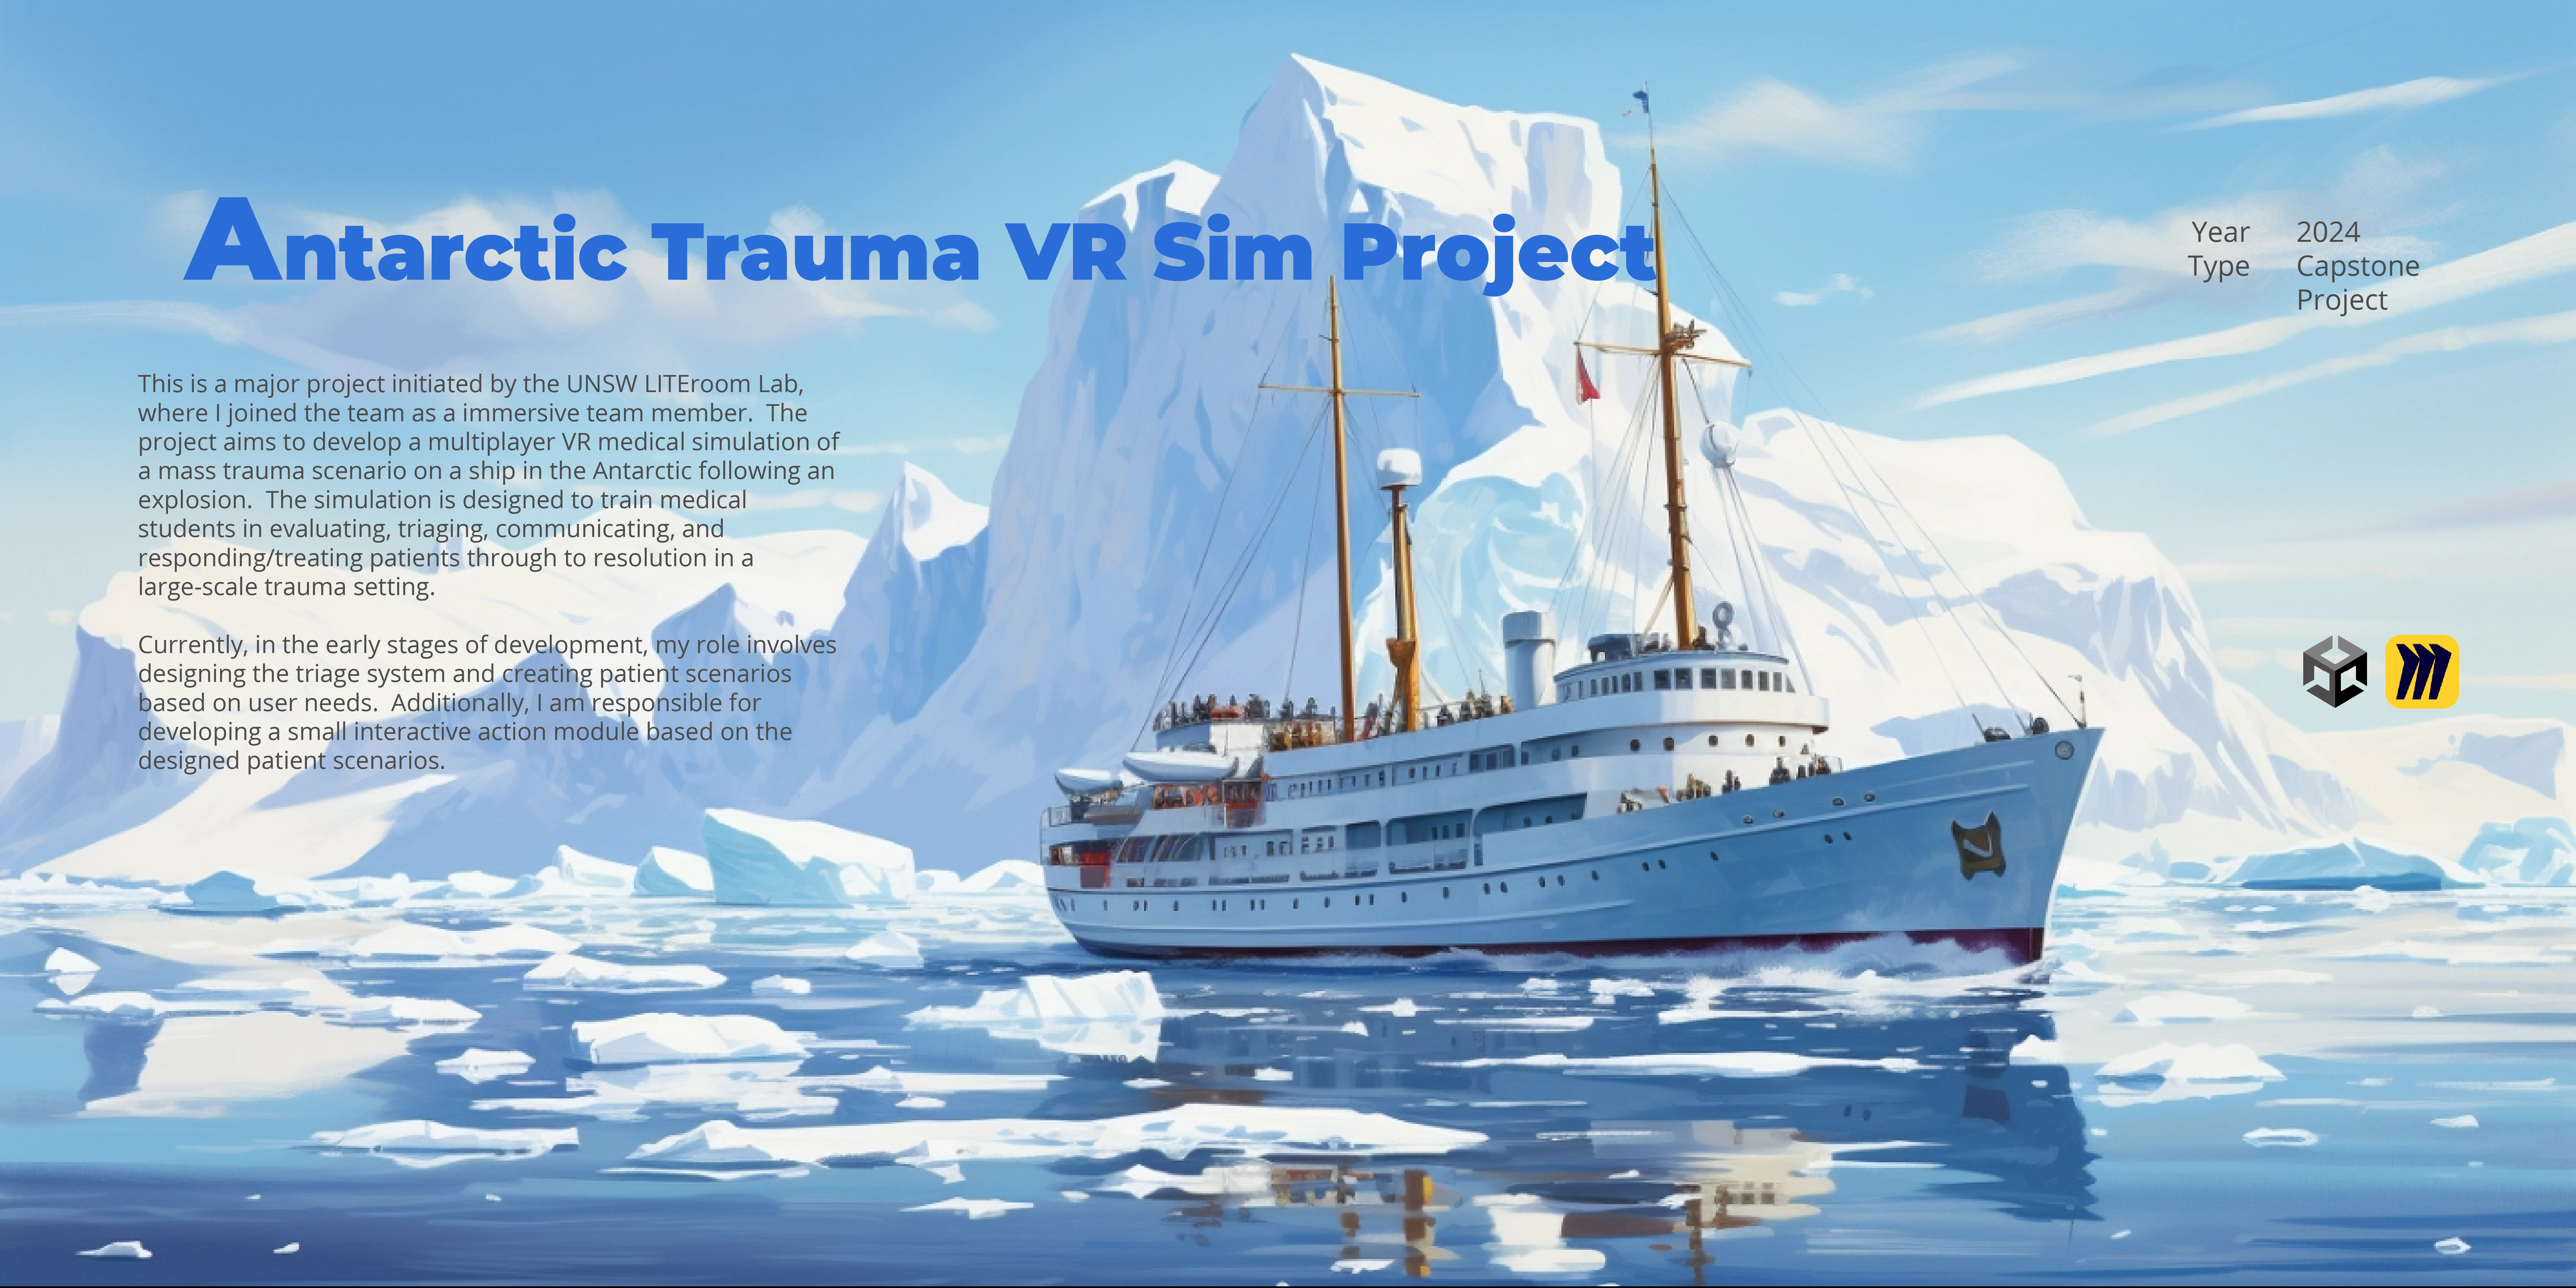 Antarctic Trauma VR Sim Project
Year 2024
Type Capstone
Project
This is a major project initiated by the UNSW LITEroom Lab,
where I joined the team as a immersive team member.  The
project aims to develop a multiplayer VR medical simulation of
a mass trauma scenario on a ship in the Antarctic following an
explosion.  The simulation is designed to train medical
students in evaluating, triaging, communicating, and
responding/treating patients through to resolution in a
large-scale trauma setting.
Currently, in the early stages of development, my role involves
designing the triage system and creating patient scenarios
based on user needs.  Additionally, I am responsible for
developing a small interactive action module based on the
designed patient scenarios.